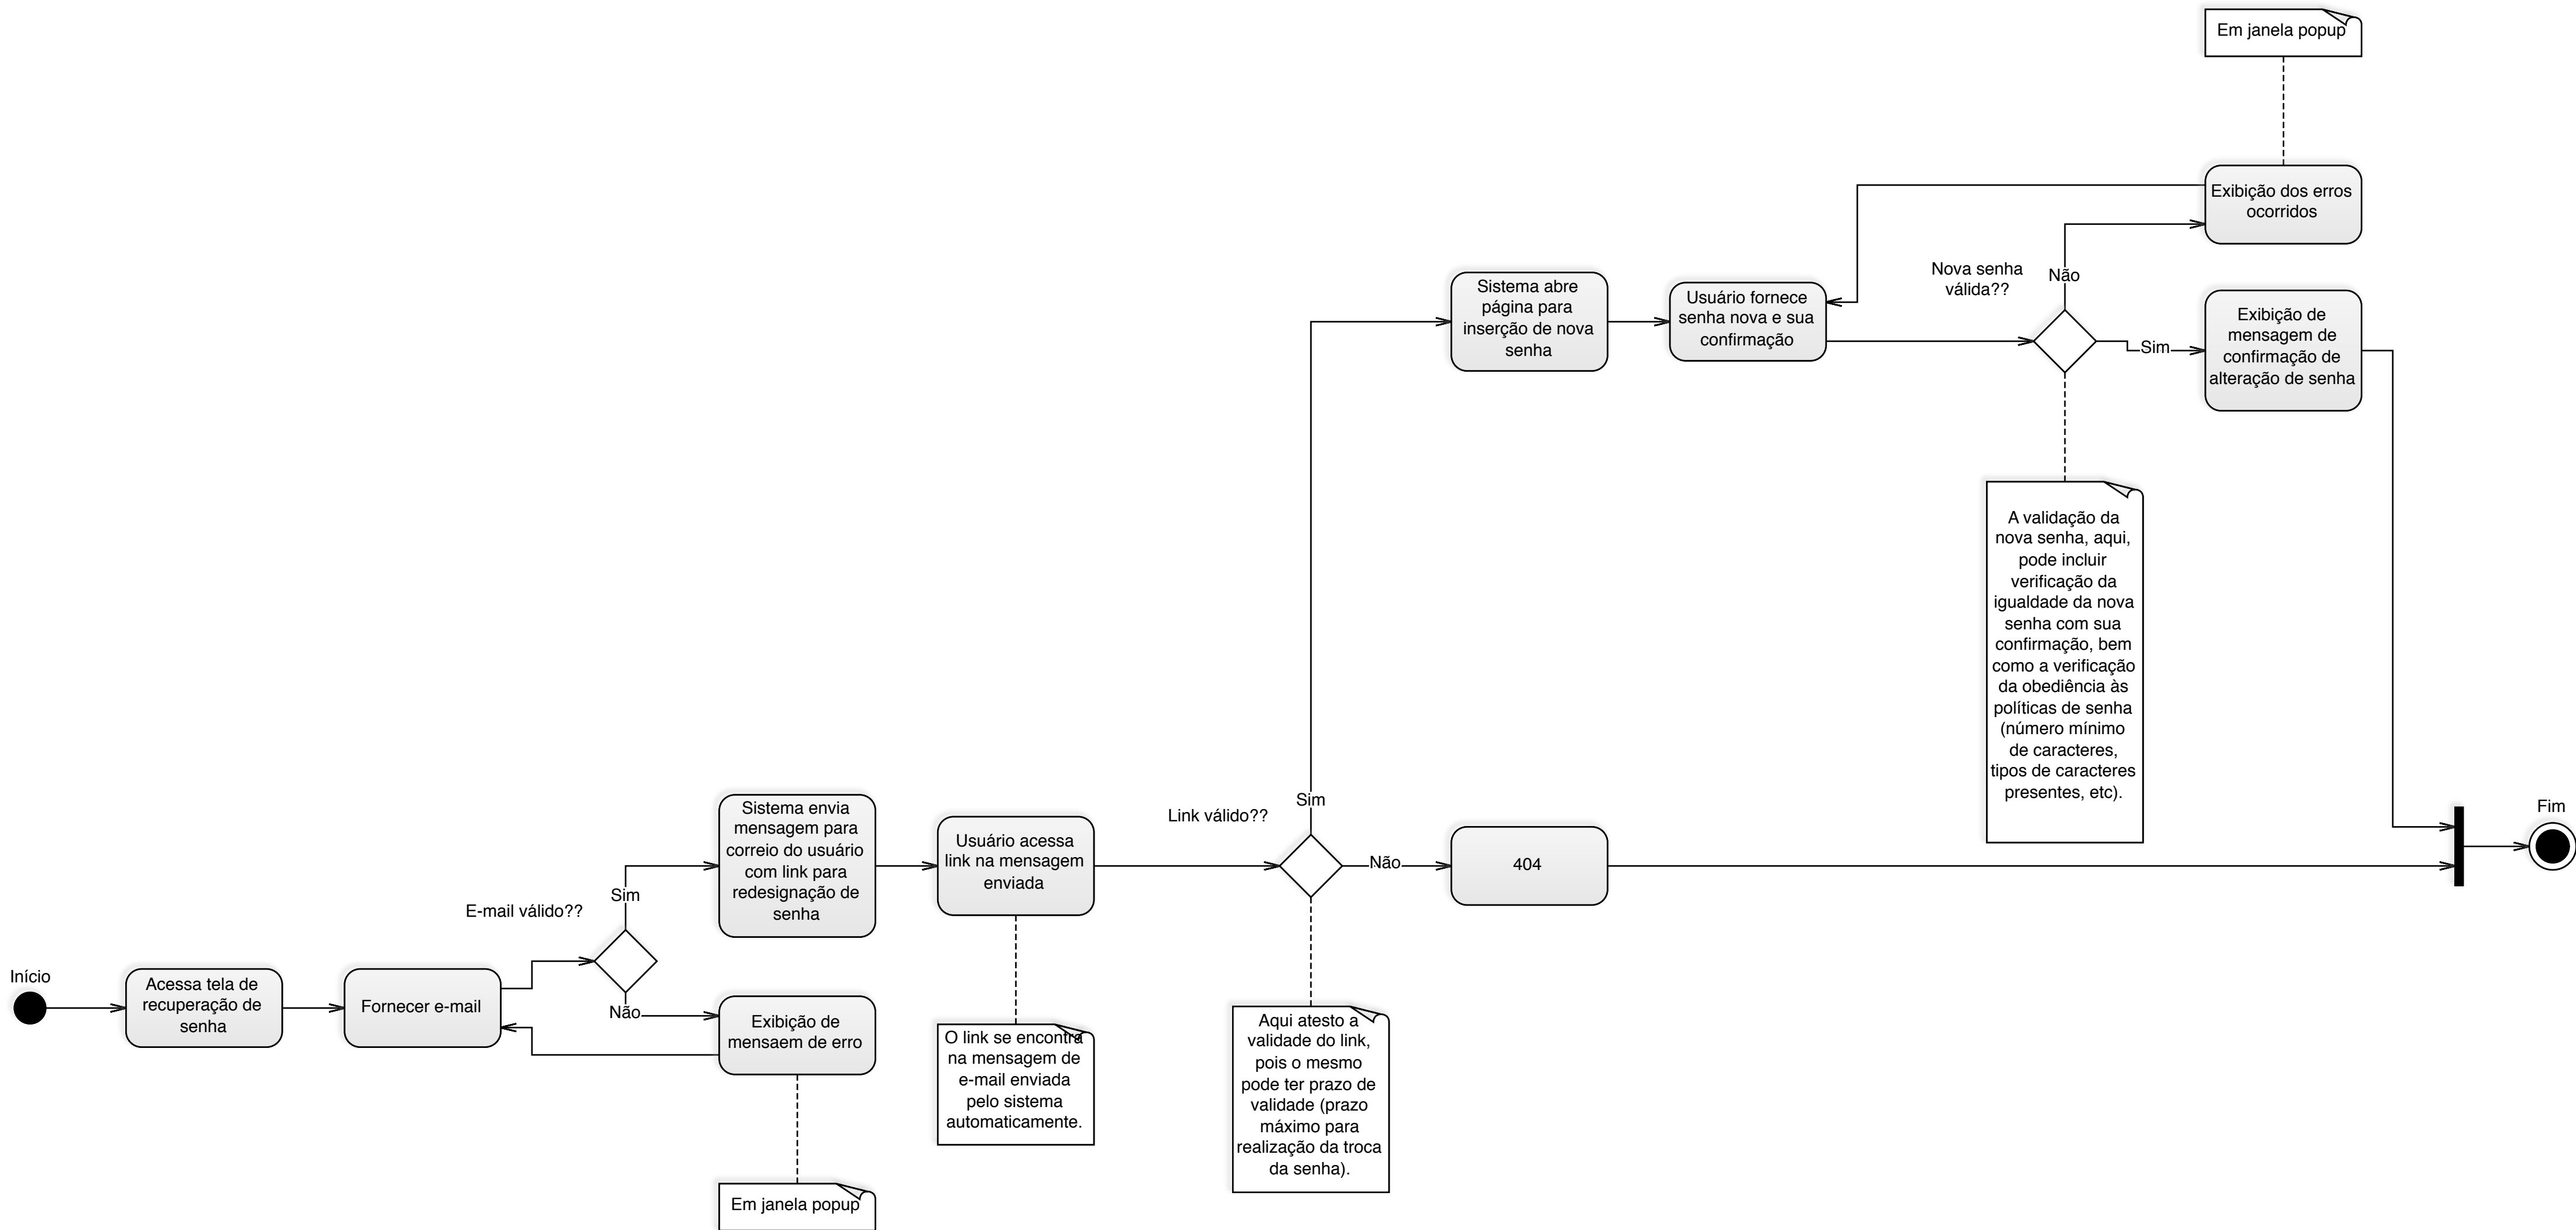 Em janela popup
Exibição dos erros
ocorridos
Nova senha
válida??
Não
Sistema abre
página para
inserção de nova
senha
Usuário fornece
senha nova e sua
confirmação
Sim
Exibição de
mensagem de
confirmação de
alteração de senha
A validação da
nova senha, aqui,
pode incluir
verificação da
igualdade da nova
senha com sua
confirmação, bem
como a verificação
da obediência às
políticas de senha
(número mínimo
de caracteres,
tipos de caracteres
presentes, etc).
Sistema envia
mensagem para
correio do usuário
com link para
redesignação de
senha
Usuário acessa
link na mensagem
enviada
Link válido??
Sim
Não
404
Fim
E-mail válido??
Sim
Não
Início
Acessa tela de
recuperação de
senha
Fornecer e-mail
Exibição de
mensaem de erro
O link se encontra
na mensagem de
e-mail enviada
pelo sistema
automaticamente.
Aqui atesto a
validade do link,
pois o mesmo
pode ter prazo de
validade (prazo
máximo para
realização da troca
da senha).
Em janela popup